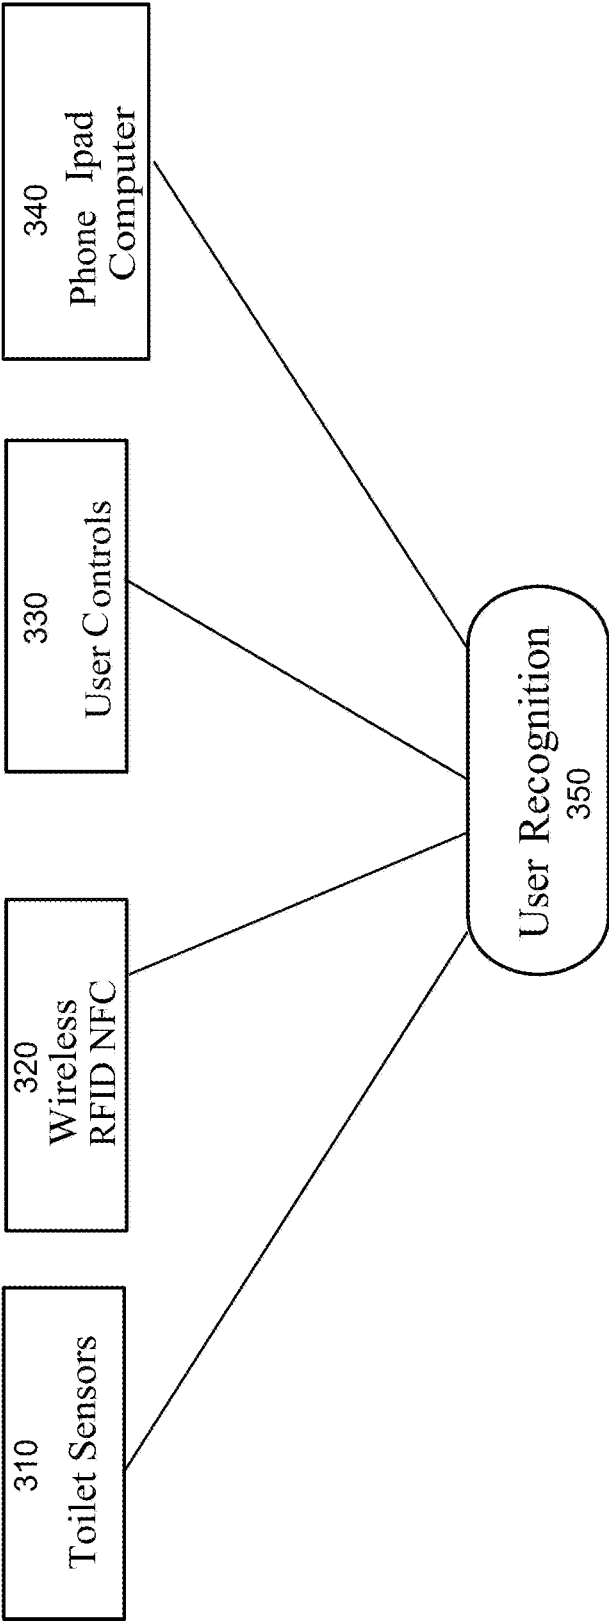 310
Toilet Sensors
320
Wireless
RFID NFC
330
User Controls
340
Phone Ipad
Computer
User Recognition
350